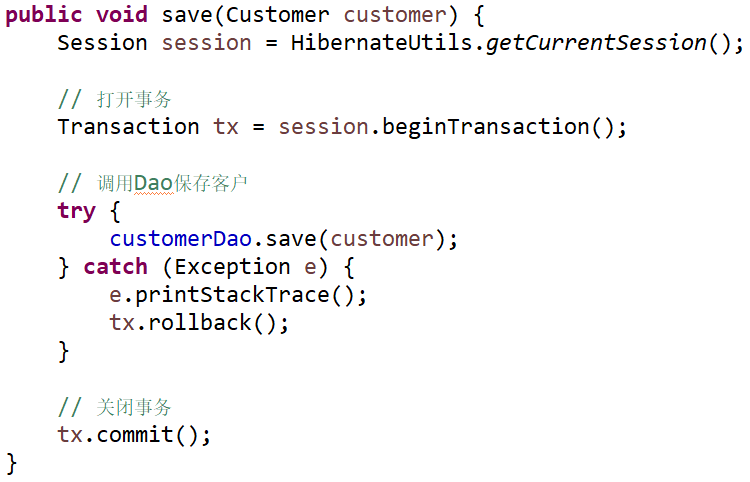 public void save(Customer customer) {
    Session session = HibernateUtils.getCurrentSession();
    // 打开事务
    Transaction tx = session.beginTransaction();
    // 调用Dao保存客户
    try {
        customerDao.save(customer);
    } catch (Exception e) {
        e.printStackTrace();
        tx.rollback();
    }
    // 关闭事务
    tx.commit();
}